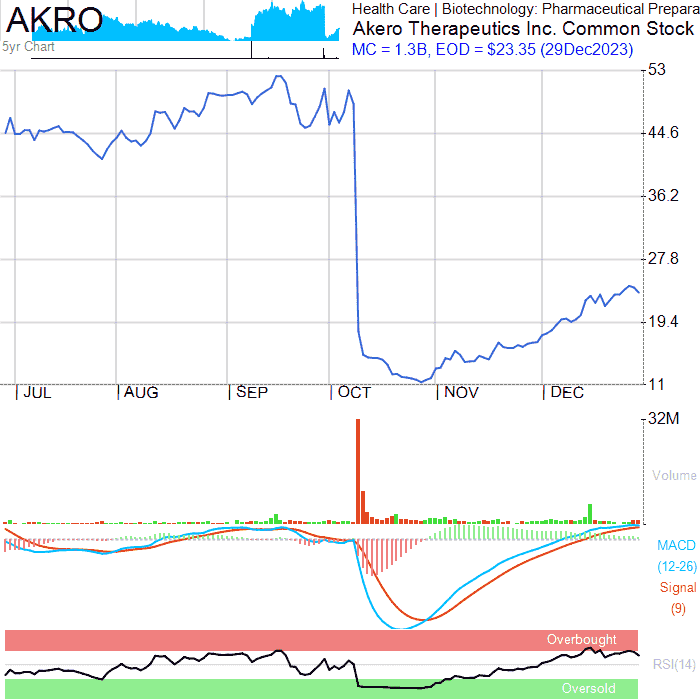 AKRO
5yr Chart
Health Care | Biotechnology: Pharmaceutical Prepara
Akero Therapeutics Inc. Common Stock
MC = 1.3B, EOD = $23.35 (29Dec2023)
53
44.6
36.2
27.8
19.4
11
JUL AUG SEP OCT NOV DEC
32M
Volume
MACD
(12-26)
Signal
(9)
Overbought
RSI(14)
Oversold